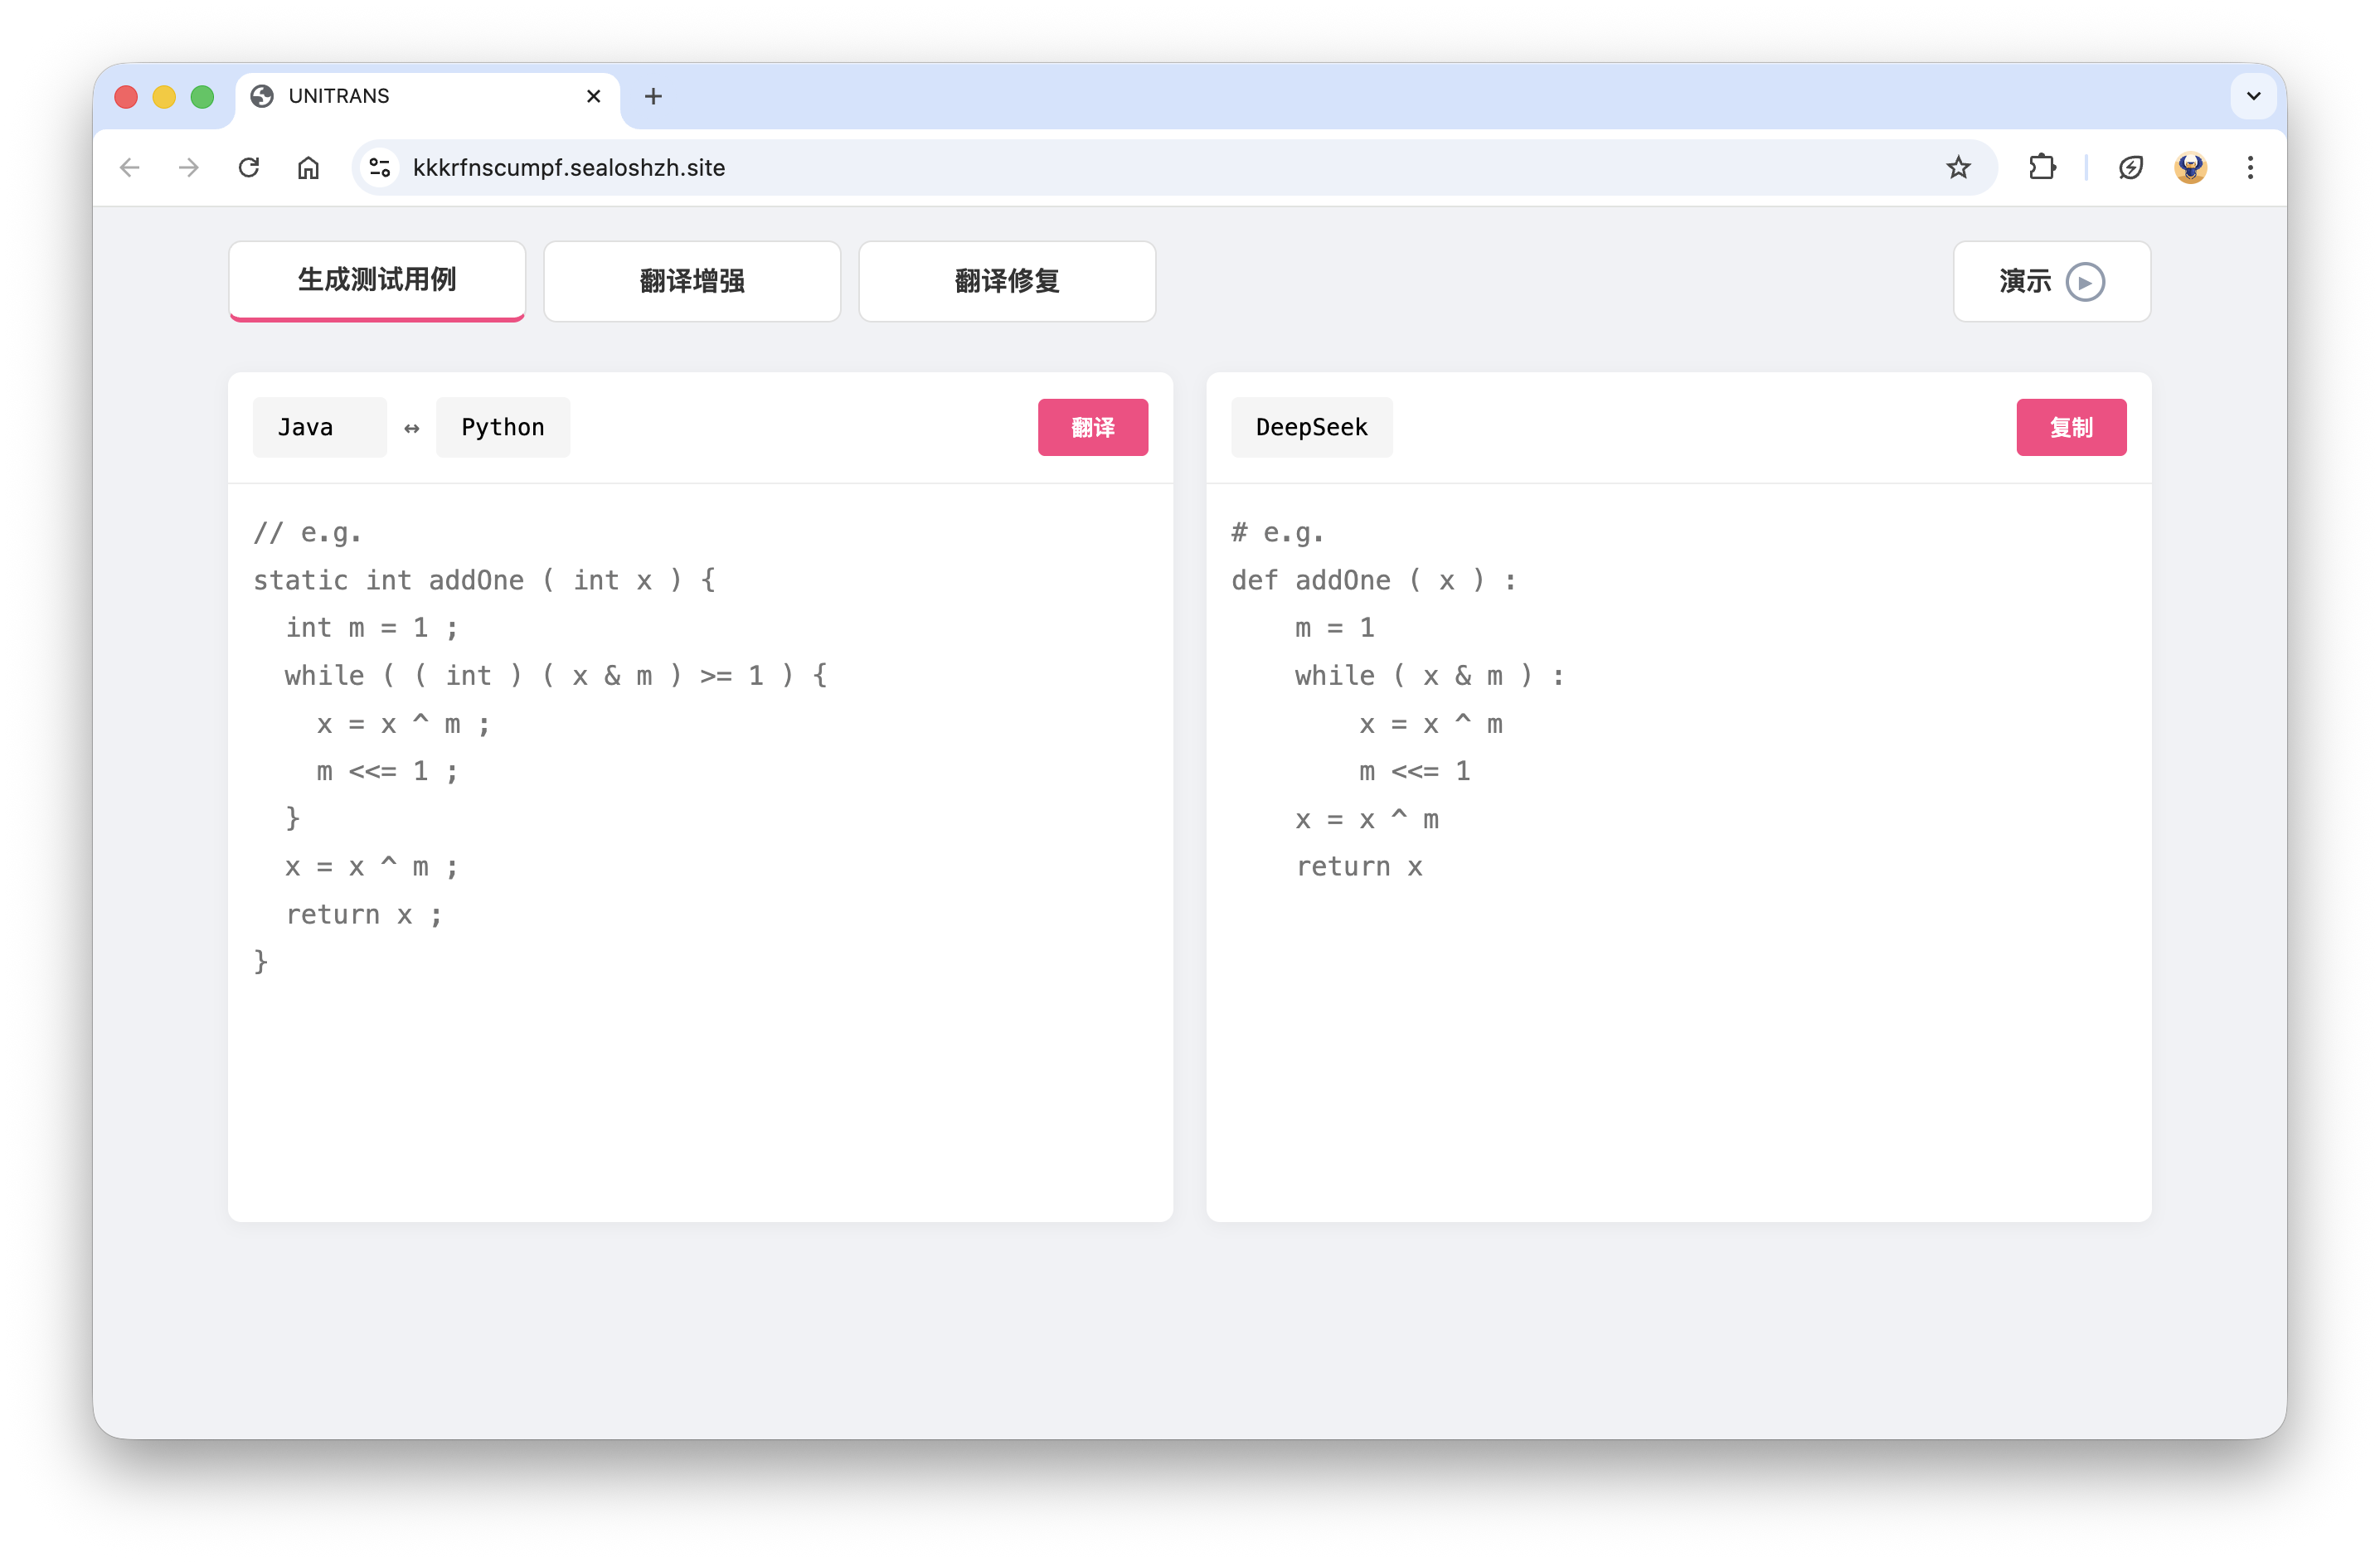 UNITRANS
kkkrfnscumpf.sealoshzh.site
生成测试用例
翻译增强
翻译修复
演示
Java ↔ Python
翻译
// e.g.
static int addOne ( int x ) {
  int m = 1 ;
  while ( ( int ) ( x & m ) >= 1 ) {
    x = x ^ m ;
    m <<= 1 ;
  }
  x = x ^ m ;
  return x ;
}
DeepSeek
复制
# e.g.
def addOne ( x ) :
    m = 1
    while ( x & m ) :
        x = x ^ m
        m <<= 1
    x = x ^ m
    return x